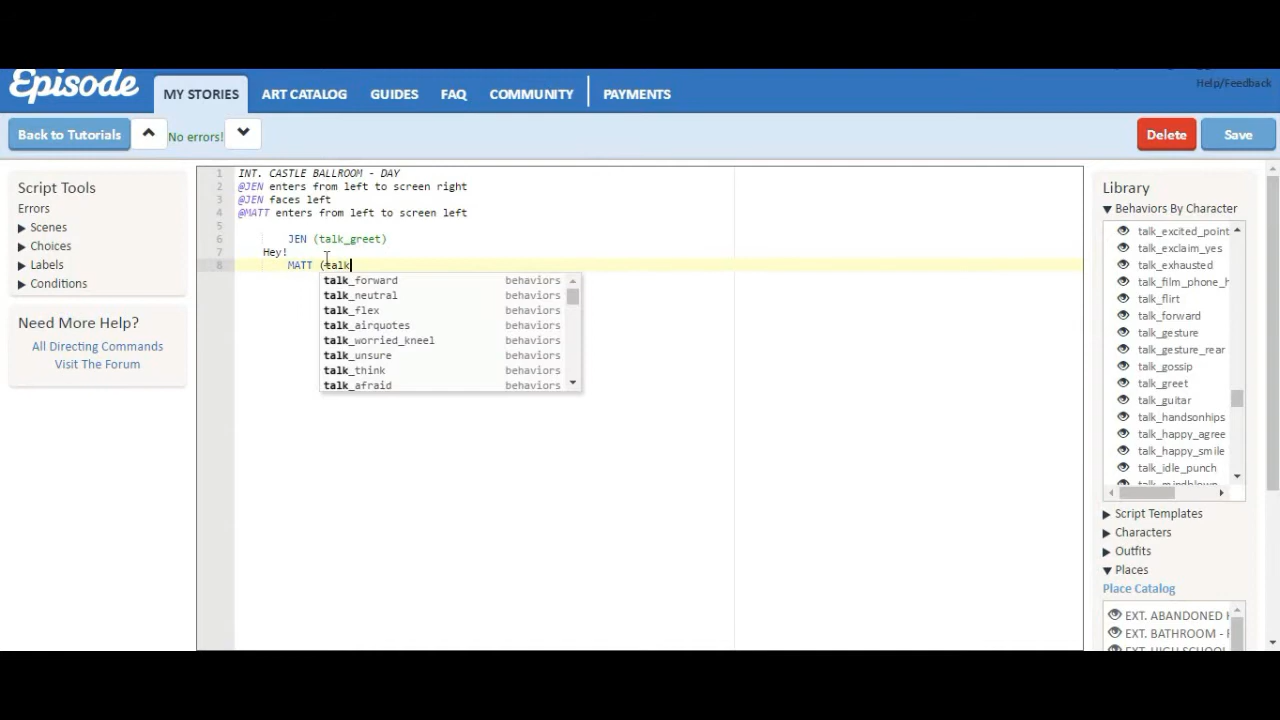 Episode
MY STORIES
ART CATALOG
GUIDES
FAQ
COMMUNITY
PAYMENTS
Help/Feedback
Back to Tutorials
No errors!
Delete
Save
Script Tools
Errors
Scenes
Choices
Labels
Conditions
Need More Help?
All Directing Commands
Visit The Forum
1 INT. CASTLE BALLROOM - DAY
2 @JEN enters from left to screen right
3 @JEN faces left
4 @MATT enters from left to screen left
5
6 JEN (talk_greet)
7 Hey!
8 MATT (talk
talk_forward behaviors
talk_neutral behaviors
talk_flex behaviors
talk_airquotes behaviors
talk_worried_kneel behaviors
talk_unsure behaviors
talk_think behaviors
talk_afraid behaviors
Library
Behaviors By Character
talk_excited_point
talk_exclaim_yes
talk_exhausted
talk_film_phone_h
talk_flirt
talk_forward
talk_gesture
talk_gesture_rear
talk_gossip
talk_greet
talk_guitar
talk_handsonhips
talk_happy_agree
talk_happy_smile
talk_idle_punch
talk_mindblown
Script Templates
Characters
Outfits
Places
Place Catalog
EXT. ABANDONED
EXT. BATHROOM -
EXT. HIGH SCHOOL